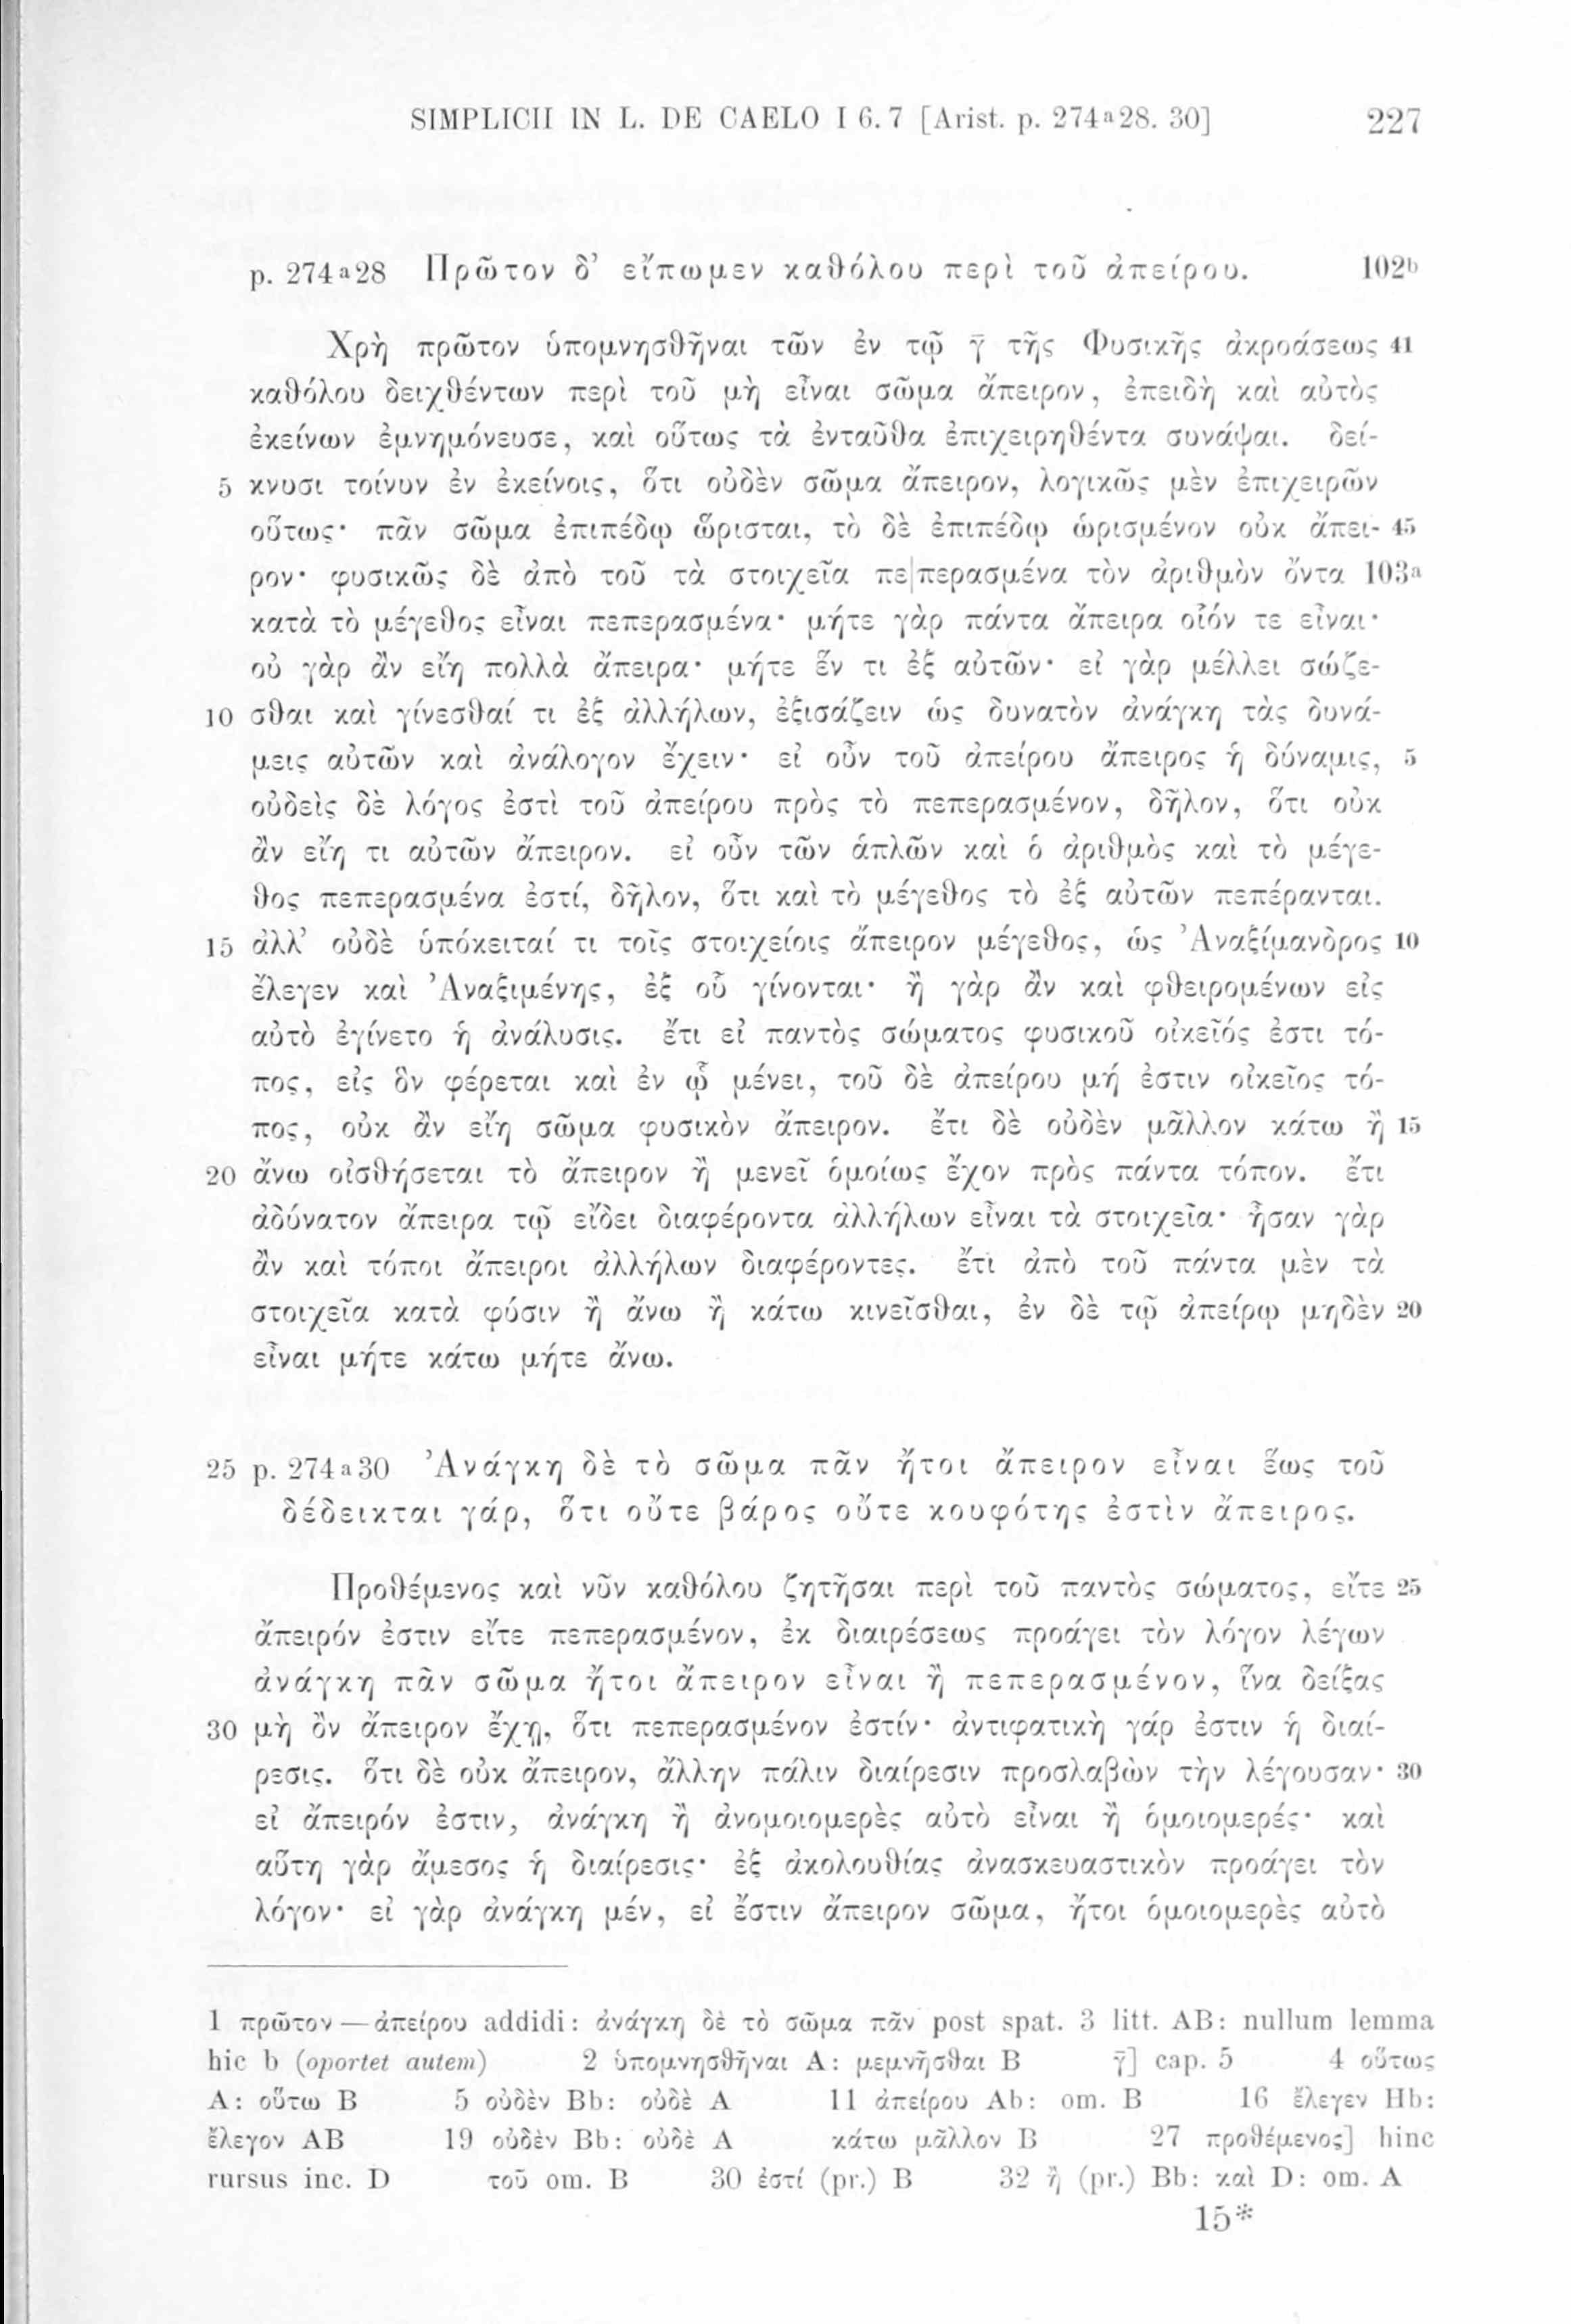 SIMPLICII IN L. DE CAELO I 6. 7 [Arist. p. 274ᵃ28. 30] 227
p. 274ᵃ28 Πρῶτον δ’ εἴπωμεν καθόλου περὶ τοῦ ἀπείρου. 102ᵇ
Χρὴ πρῶτον ὑπομνησθῆναι τῶν ἐν τῷ γ̄ τῆς Φυσικῆς ἀκροάσεως 41
καθόλου δειχθέντων περὶ τοῦ μὴ εἶναι σῶμα ἄπειρον, ἐπειδὴ καὶ αὐτὸς
ἐκείνων ἐμνημόνευσε, καὶ οὕτως τὰ ἐνταῦθα ἐπιχειρηθέντα συνάψαι. δεί-
5 κνυσι τοίνυν ἐν ἐκείνοις, ὅτι οὐδὲν σῶμα ἄπειρον, λογικῶς μὲν ἐπιχειρῶν
οὕτως· πᾶν σῶμα ἐπιπέδῳ ὥρισται, τὸ δὲ ἐπιπέδῳ ὡρισμένον οὐκ ἄπει- 45
ρον· φυσικῶς δὲ ἀπὸ τοῦ τὰ στοιχεῖα πε|περασμένα τὸν ἀριθμὸν ὄντα 103ᵃ
κατὰ τὸ μέγεθος εἶναι πεπερασμένα· μήτε γὰρ πάντα ἄπειρα οἷόν τε εἶναι·
οὐ γὰρ ἂν εἴη πολλὰ ἄπειρα· μήτε ἕν τι ἐξ αὐτῶν· εἰ γὰρ μέλλει σώζε-
10 σθαι καὶ γίνεσθαί τι ἐξ ἀλλήλων, ἐξισάζειν ὡς δυνατὸν ἀνάγκη τὰς δυνά-
μεις αὐτῶν καὶ ἀνάλογον ἔχειν· εἰ οὖν τοῦ ἀπείρου ἄπειρος ἡ δύναμις, 5
οὐδεὶς δὲ λόγος ἐστὶ τοῦ ἀπείρου πρὸς τὸ πεπερασμένον, δῆλον, ὅτι οὐκ
ἂν εἴη τι αὐτῶν ἄπειρον. εἰ οὖν τῶν ἁπλῶν καὶ ὁ ἀριθμὸς καὶ τὸ μέγε-
θος πεπερασμένα ἐστί, δῆλον, ὅτι καὶ τὸ μέγεθος τὸ ἐξ αὐτῶν πεπέρανται.
15 ἀλλ’ οὐδὲ ὑπόκειταί τι τοῖς στοιχείοις ἄπειρον μέγεθος, ὡς Ἀναξίμανδρος 10
ἔλεγεν καὶ Ἀναξιμένης, ἐξ οὗ γίνονται· ἢ γὰρ ἂν καὶ φθειρομένων εἰς
αὐτὸ ἐγίνετο ἡ ἀνάλυσις. ἔτι εἰ παντὸς σώματος φυσικοῦ οἰκεῖός ἐστι τό-
πος, εἰς ὃν φέρεται καὶ ἐν ᾧ μένει, τοῦ δὲ ἀπείρου μή ἐστιν οἰκεῖος τό-
πος, οὐκ ἂν εἴη σῶμα φυσικὸν ἄπειρον. ἔτι δὲ οὐδὲν μᾶλλον κάτω ἢ 15
20 ἄνω οἰσθήσεται τὸ ἄπειρον ἢ μενεῖ ὁμοίως ἔχον πρὸς πάντα τόπον. ἔτι
ἀδύνατον ἄπειρα τῷ εἴδει διαφέροντα ἀλλήλων εἶναι τὰ στοιχεῖα· ἦσαν γὰρ
ἂν καὶ τόποι ἄπειροι ἀλλήλων διαφέροντες. ἔτι ἀπὸ τοῦ πάντα μὲν τὰ
στοιχεῖα κατὰ φύσιν ἢ ἄνω ἢ κάτω κινεῖσθαι, ἐν δὲ τῷ ἀπείρῳ μηδὲν 20
εἶναι μήτε κάτω μήτε ἄνω.
25 p. 274ᵃ30 Ἀνάγκη δὲ τὸ σῶμα πᾶν ἤτοι ἄπειρον εἶναι ἕως τοῦ
δέδεικται γάρ, ὅτι οὔτε βάρος οὔτε κουφότης ἐστὶν ἄπειρος.
Προθέμενος καὶ νῦν καθόλου ζητῆσαι περὶ τοῦ παντὸς σώματος, εἴτε 25
ἄπειρόν ἐστιν εἴτε πεπερασμένον, ἐκ διαιρέσεως προάγει τὸν λόγον λέγων
ἀνάγκη πᾶν σῶμα ἤτοι ἄπειρον εἶναι ἢ πεπερασμένον, ἵνα δείξας
30 μὴ ὂν ἄπειρον ἔχῃ, ὅτι πεπερασμένον ἐστίν· ἀντιφατικὴ γάρ ἐστιν ἡ διαί-
ρεσις. ὅτι δὲ οὐκ ἄπειρον, ἄλλην πάλιν διαίρεσιν προσλαβὼν τὴν λέγουσαν· 30
εἰ ἄπειρόν ἐστιν, ἀνάγκη ἢ ἀνομοιομερὲς αὐτὸ εἶναι ἢ ὁμοιομερές· καὶ
αὕτη γὰρ ἄμεσος ἡ διαίρεσις· ἐξ ἀκολουθίας ἀνασκευαστικὸν προάγει τὸν
λόγον· εἰ γὰρ ἀνάγκη μέν, εἰ ἔστιν ἄπειρον σῶμα, ἤτοι ὁμοιομερὲς αὐτὸ
1 πρῶτον — ἀπείρου addidi: ἀνάγκη δὲ τὸ σῶμα πᾶν post spat. 3 litt. AB: nullum lemma
hic b (oportet autem) 2 ὑπομνησθῆναι A: μεμνῆσθαι B γ̄] cap. 5 4 οὕτως
A: οὕτω B 5 οὐδὲν Bb: οὐδὲ A 11 ἀπείρου Ab: om. B 16 ἔλεγεν Hb:
ἔλεγον AB 19 οὐδὲν Bb: οὐδὲ A κάτω μᾶλλον B 27 προθέμενος] hinc
rursus inc. D τοῦ om. B 30 ἐστί (pr.) B 32 ἢ (pr.) Bb: καὶ D: om. A
15*